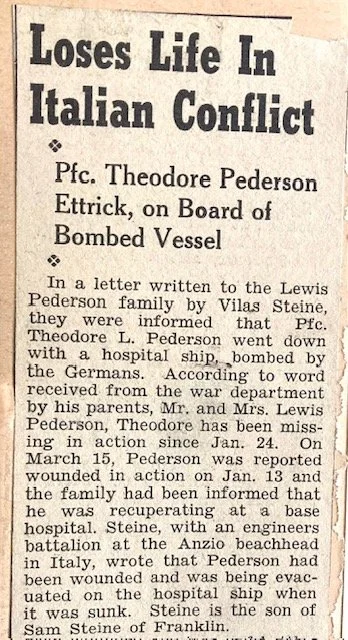 Loses Life In
Italian Conflict
❖
Pfc. Theodore Pederson
Ettrick, on Board of
Bombed Vessel
❖
In a letter written to the Lewis
Pederson family by Vilas Steine,
they were informed that Pfc.
Theodore L. Pederson went down
with a hospital ship, bombed by
the Germans. According to word
received from the war department
by his parents, Mr. and Mrs. Lewis
Pederson, Theodore has been miss-
ing in action since Jan. 24. On
March 15, Pederson was reported
wounded in action on Jan. 13 and
the family had been informed that
he was recuperating at a base
hospital. Steine, with an engineers
battalion at the Anzio beachhead
in Italy, wrote that Pederson had
been wounded and was being evac-
uated on the hospital ship when
it was sunk. Steine is the son of
Sam Steine of Franklin.